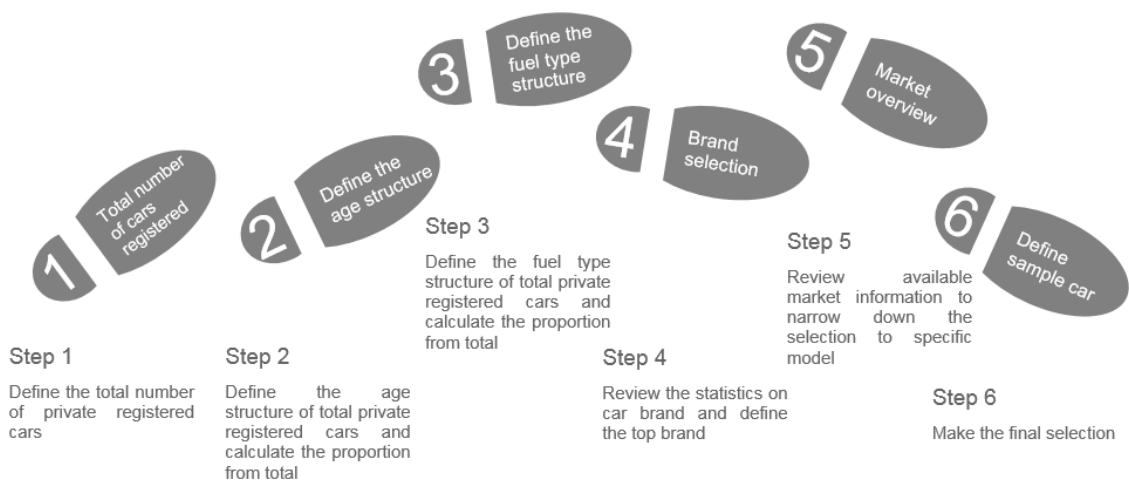 1
Total number
of cars
registered
2
Define the
age structure
3
Define the
fuel type
structure
4
Brand
selection
5
Market
overview
6
Define
sample car
Step 1
Define the total number
of private registered
cars
Step 2
Define the age
structure of total private
registered cars and
calculate the proportion
from total
Step 3
Define the fuel type
structure of total private
registered cars and
calculate the proportion
from total
Step 4
Review the statistics on
car brand and define
the top brand
Step 5
Review available
market information to
narrow down the
selection to specific
model
Step 6
Make the final selection